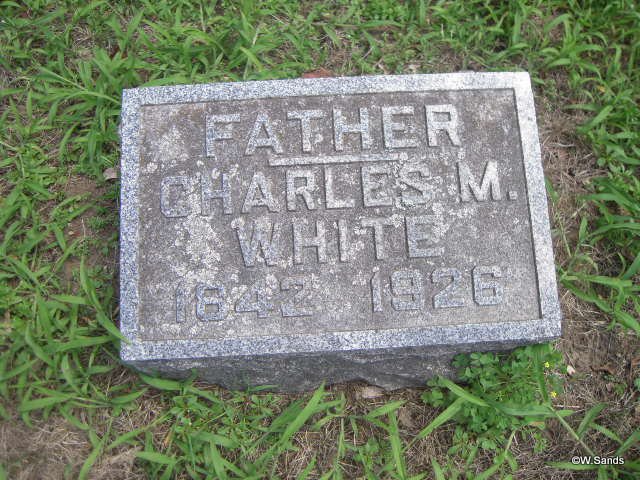 FATHER
CHARLES M.
WHITE
1842 1926
©W.Sands